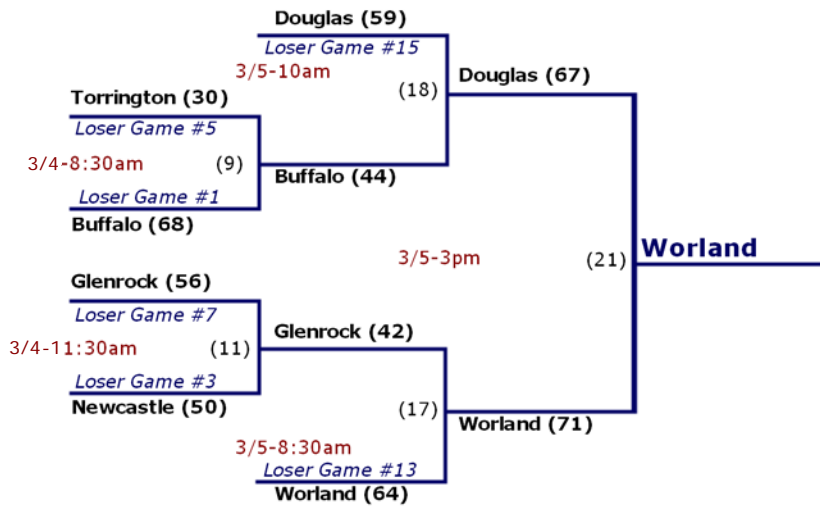 Douglas (59)
Loser Game #15
3/5-10am
(18)
Douglas (67)
Torrington (30)
Loser Game #5
3/4-8:30am
(9)
Loser Game #1
Buffalo (68)
Buffalo (44)
3/5-3pm
(21)
Worland
Glenrock (56)
Loser Game #7
3/4-11:30am
(11)
Loser Game #3
Newcastle (50)
Glenrock (42)
(17)
Worland (71)
3/5-8:30am
Loser Game #13
Worland (64)